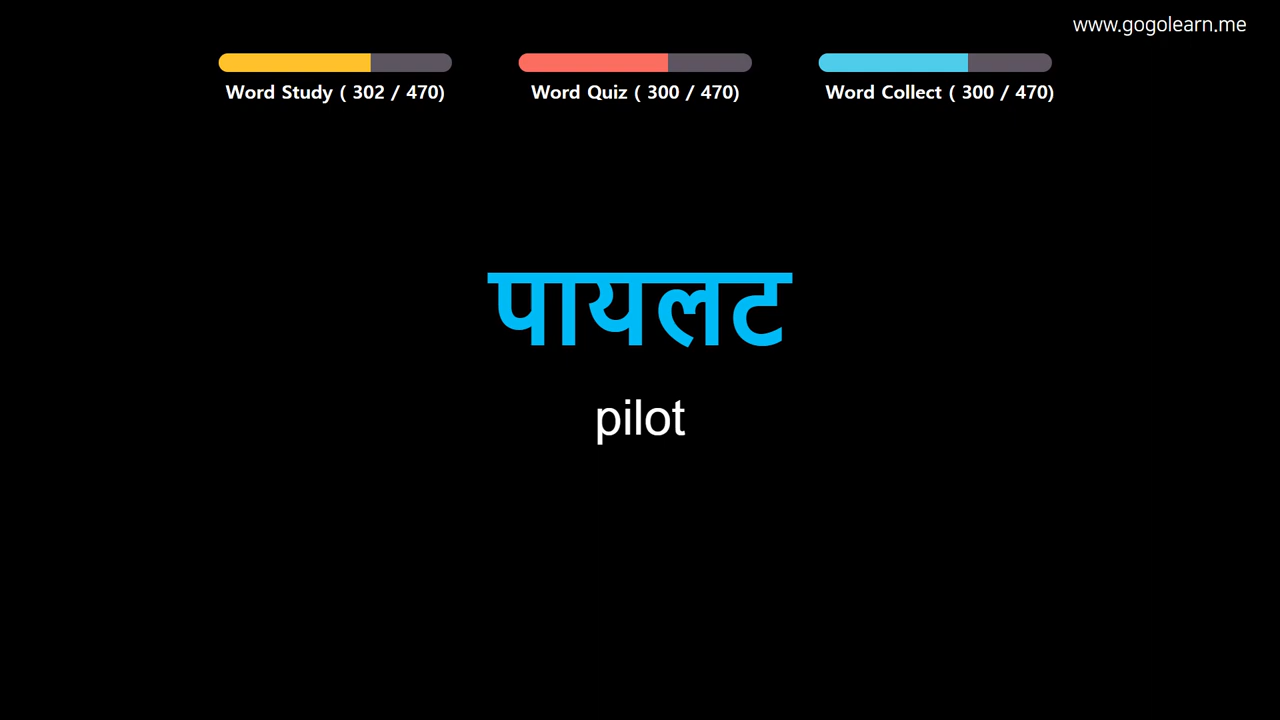 www.gogolearn.me
Word Study ( 302 / 470)
Word Quiz ( 300 / 470)
Word Collect ( 300 / 470)
पायलट
pilot